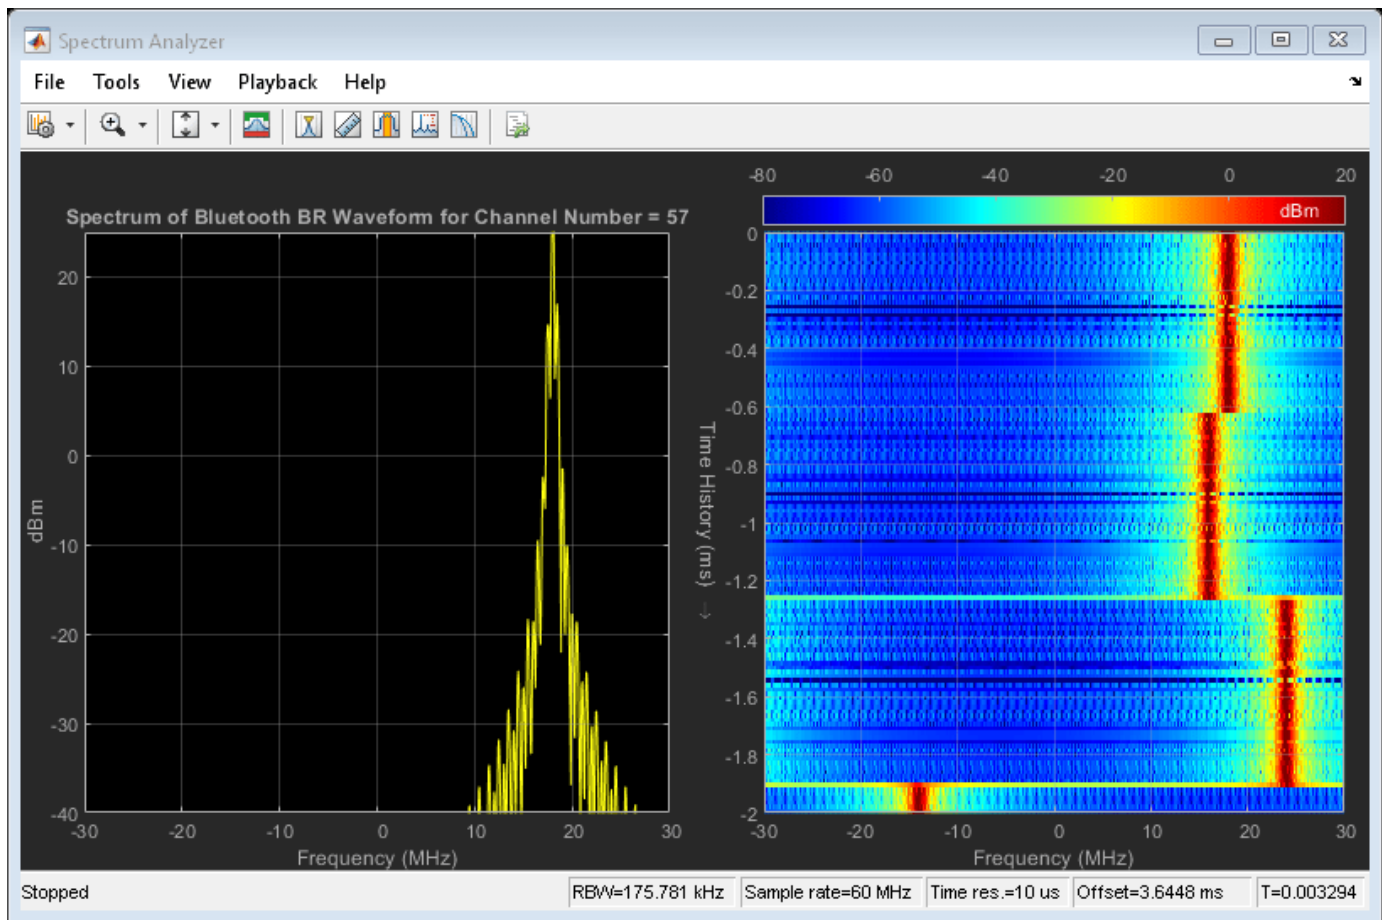 Spectrum Analyzer
File Tools View Playback Help
-80 -60 -40 -20 0 20
dBm
Spectrum of Bluetooth BR Waveform for Channel Number = 57
20
10
0
-10
-20
-30
-40
dBm
-30 -20 -10 0 10 20 30
Frequency (MHz)
0
-0.2
-0.4
-0.6
-0.8
-1
-1.2
-1.4
-1.6
-1.8
-2
Time History (ms) →
-30 -20 -10 0 10 20 30
Frequency (MHz)
Stopped RBW=175.781 kHz Sample rate=60 MHz Time res.=10 us Offset=3.6448 ms T=0.003294